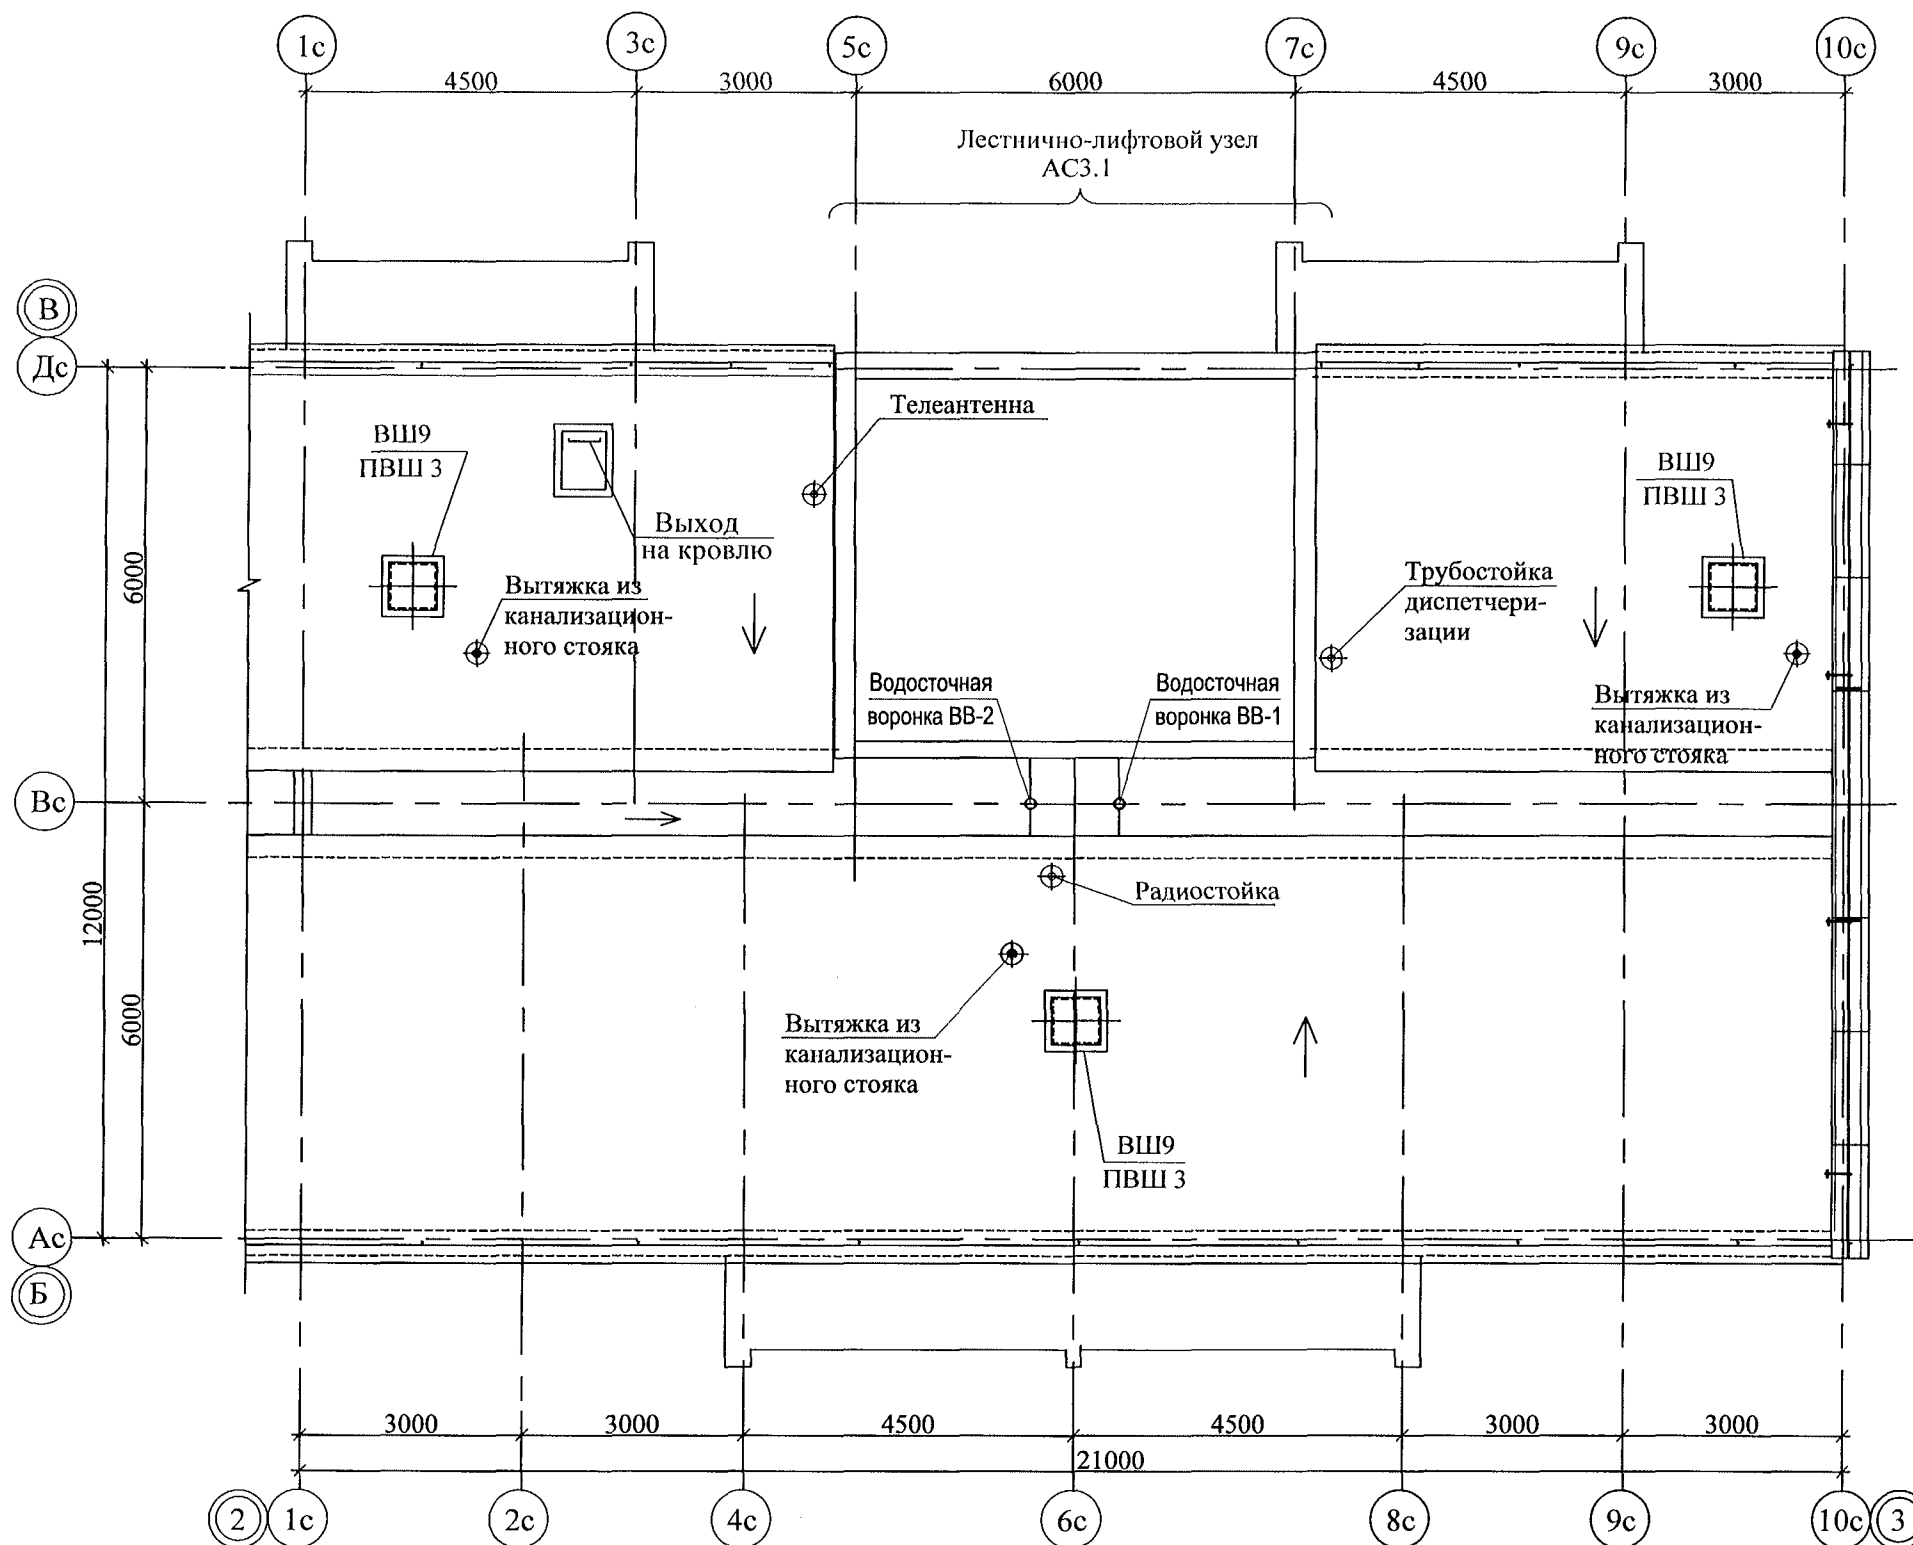 1с 3с 5с 7с 9с 10с
4500 3000 6000 4500 3000
Лестнично-лифтовой узел
АС3.1
В
Дс
Телеантенна
ВШ9
ПВШ 3
Выход
на кровлю
ВШ9
ПВШ 3
6000
Вытяжка из
канализацион-
ного стояка
Трубостойка
диспетчери-
зации
Водосточная
воронка ВВ-2
Водосточная
воронка ВВ-1
Вытяжка из
канализацион-
ного стояка
Вс
12000
Радиостойка
6000
Вытяжка из
канализацион-
ного стояка
ВШ9
ПВШ 3
Ас
Б
3000 3000 4500 4500 3000 3000
21000
2 1с 2с 4с 6с 8с 9с 10с 3